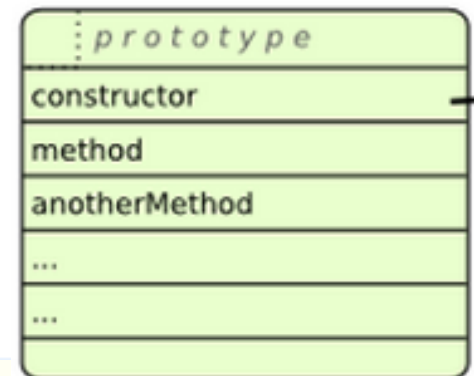 prototype
constructor
method
anotherMethod
...
...